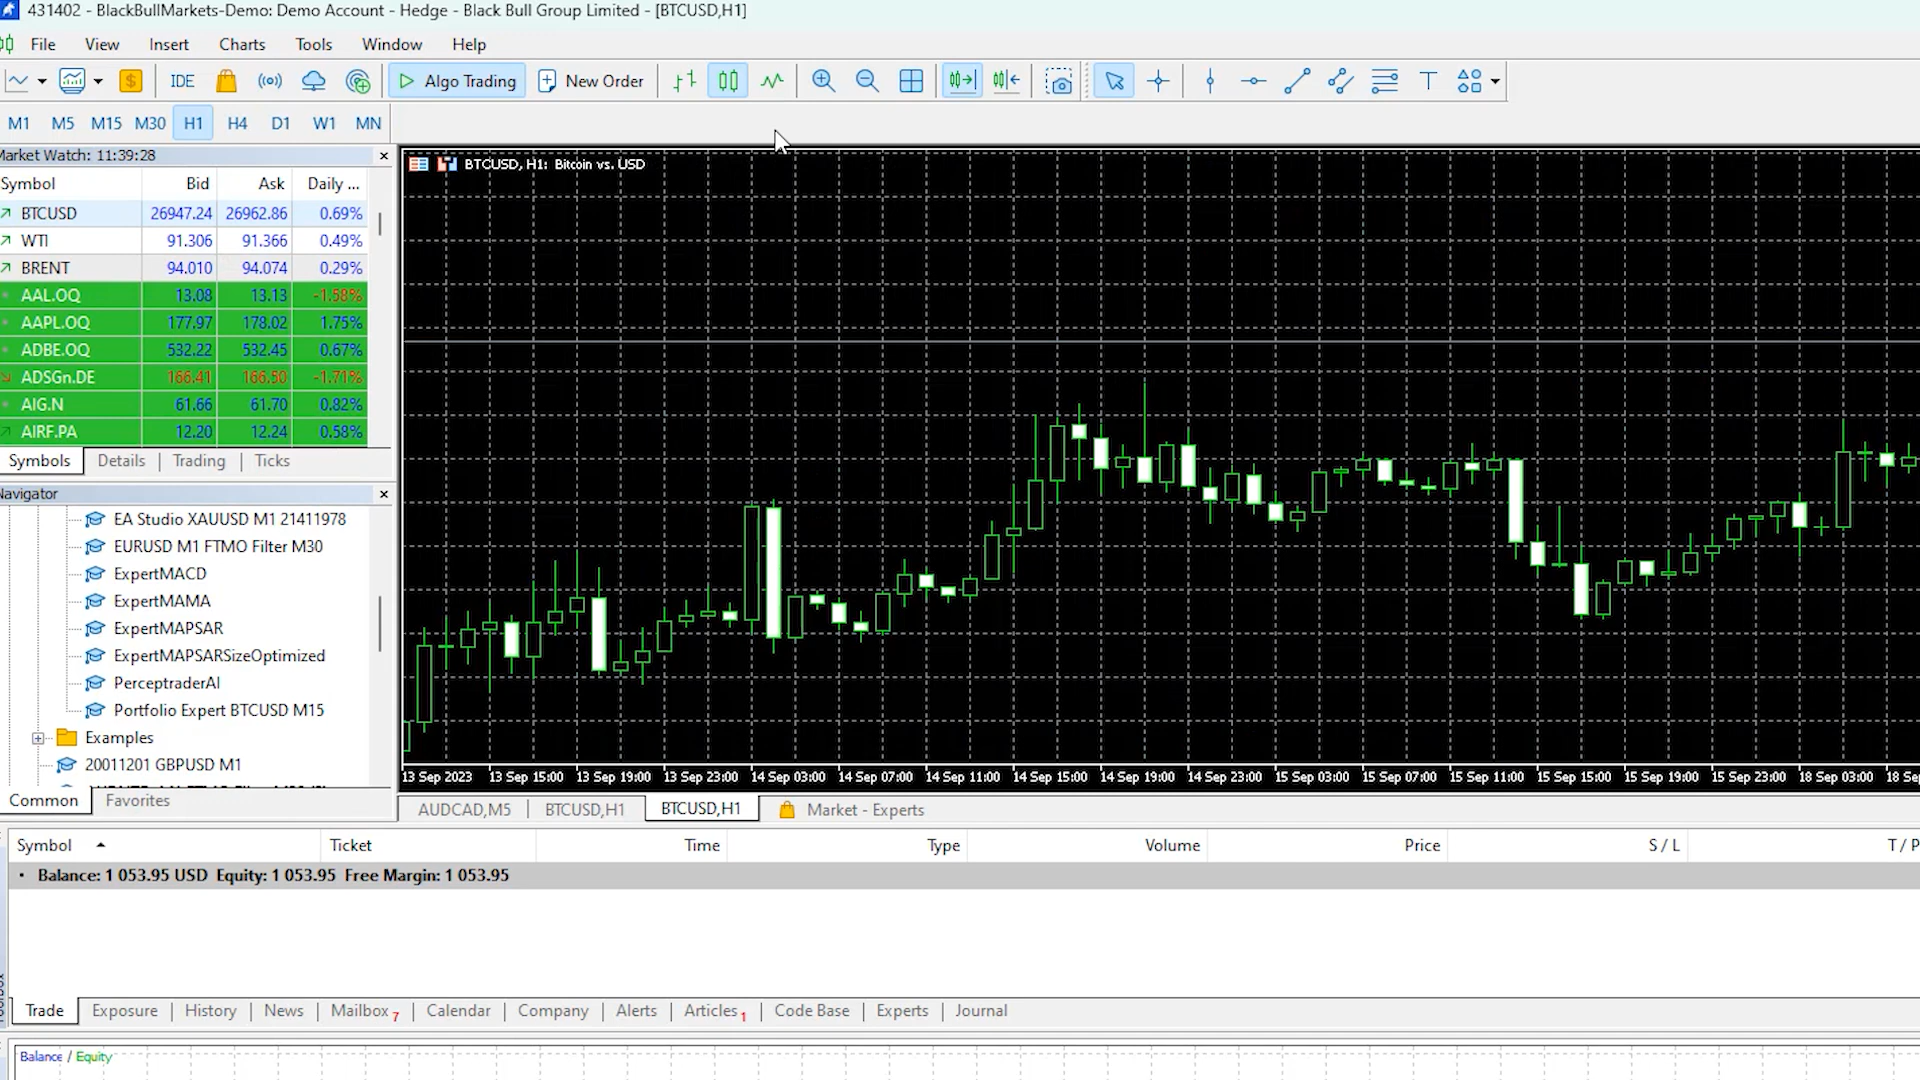 431402 - BlackBullMarkets-Demo: Demo Account - Hedge - Black Bull Group Limited - [BTCUSD,H1]
File View Insert Charts Tools Window Help
IDE Algo Trading New Order
M1 M5 M15 M30 H1 H4 D1 W1 MN
Market Watch: 11:39:28
Symbol Bid Ask Daily ...
BTCUSD 26947.24 26962.86 0.69%
WTI 91.306 91.366 0.49%
BRENT 94.010 94.074 0.29%
AAL.OQ 13.08 13.13 -1.58%
AAPL.OQ 177.97 178.02 1.75%
ADBE.OQ 532.22 532.45 0.67%
ADSGn.DE 166.41 166.50 -1.71%
AIG.N 61.66 61.70 0.82%
AIRF.PA 12.20 12.24 0.58%
Symbols Details Trading Ticks
Navigator
EA Studio XAUUSD M1 21411978
EURUSD M1 FTMO Filter M30
ExpertMACD
ExpertMAMA
ExpertMAPSAR
ExpertMAPSARSizeOptimized
PerceptraderAI
Portfolio Expert BTCUSD M15
Examples
20011201 GBPUSD M1
Common Favorites
BTCUSD, H1: Bitcoin vs. USD
13 Sep 2023 13 Sep 15:00 13 Sep 19:00 13 Sep 23:00 14 Sep 03:00 14 Sep 07:00 14 Sep 11:00 14 Sep 15:00 14 Sep 19:00 14 Sep 23:00 15 Sep 03:00 15 Sep 07:00 15 Sep 11:00 15 Sep 15:00 15 Sep 19:00 15 Sep 23:00 18 Sep 03:00 18 Sep
AUDCAD,M5 BTCUSD,H1 BTCUSD,H1 Market - Experts
Symbol Ticket Time Type Volume Price S / L T / P
Balance: 1 053.95 USD Equity: 1 053.95 Free Margin: 1 053.95
Trade Exposure History News Mailbox 7 Calendar Company Alerts Articles 1 Code Base Experts Journal
Balance / Equity